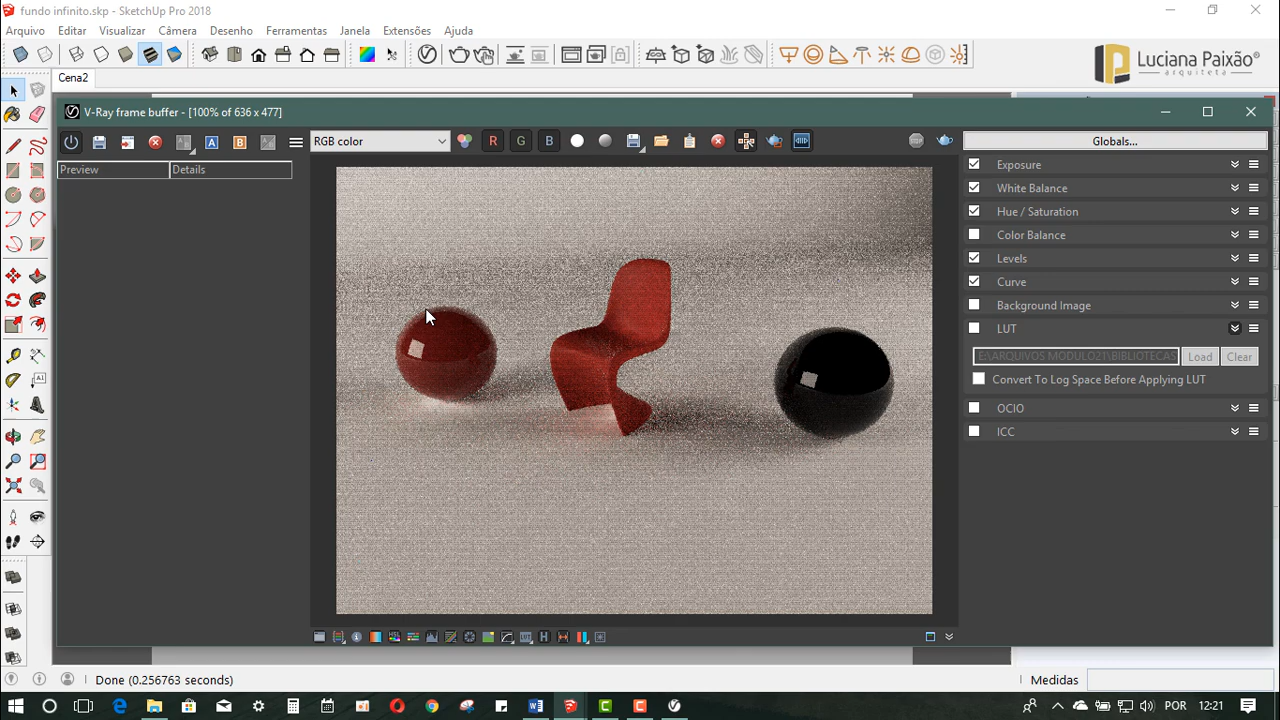 fundo infinito.skp - SketchUp Pro 2018
Arquivo Editar Visualizar Câmera Desenho Ferramentas Janela Extensões Ajuda
Luciana Paixão
arquiteta
Cena2
V-Ray frame buffer - [100% of 636 x 477]
RGB color
R G B
A B
Globals...
Preview Details
Exposure
White Balance
Hue / Saturation
Color Balance
Levels
Curve
Background Image
LUT
E:\ARQUIVOS MODULO21\BIBLIOTECAS Load Clear
Convert To Log Space Before Applying LUT
OCIO
ICC
H
Done (0.256763 seconds)
Medidas
POR 12:21